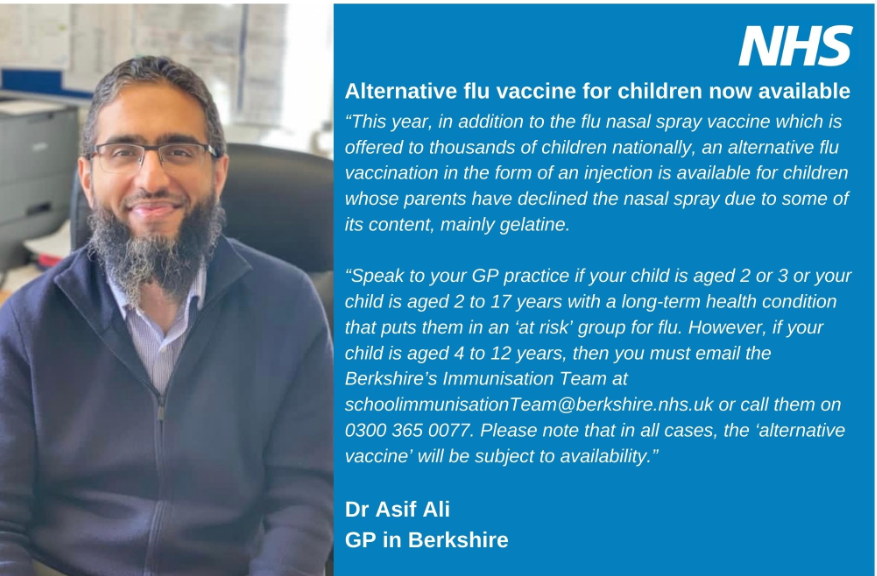 NHS
Alternative flu vaccine for children now available
“This year, in addition to the flu nasal spray vaccine which is
offered to thousands of children nationally, an alternative flu
vaccination in the form of an injection is available for children
whose parents have declined the nasal spray due to some of
its content, mainly gelatine.
“Speak to your GP practice if your child is aged 2 or 3 or your
child is aged 2 to 17 years with a long-term health condition
that puts them in an ‘at risk’ group for flu. However, if your
child is aged 4 to 12 years, then you must email the
Berkshire’s Immunisation Team at
schoolimmunisationTeam@berkshire.nhs.uk or call them on
0300 365 0077. Please note that in all cases, the ‘alternative
vaccine’ will be subject to availability.”
Dr Asif Ali
GP in Berkshire